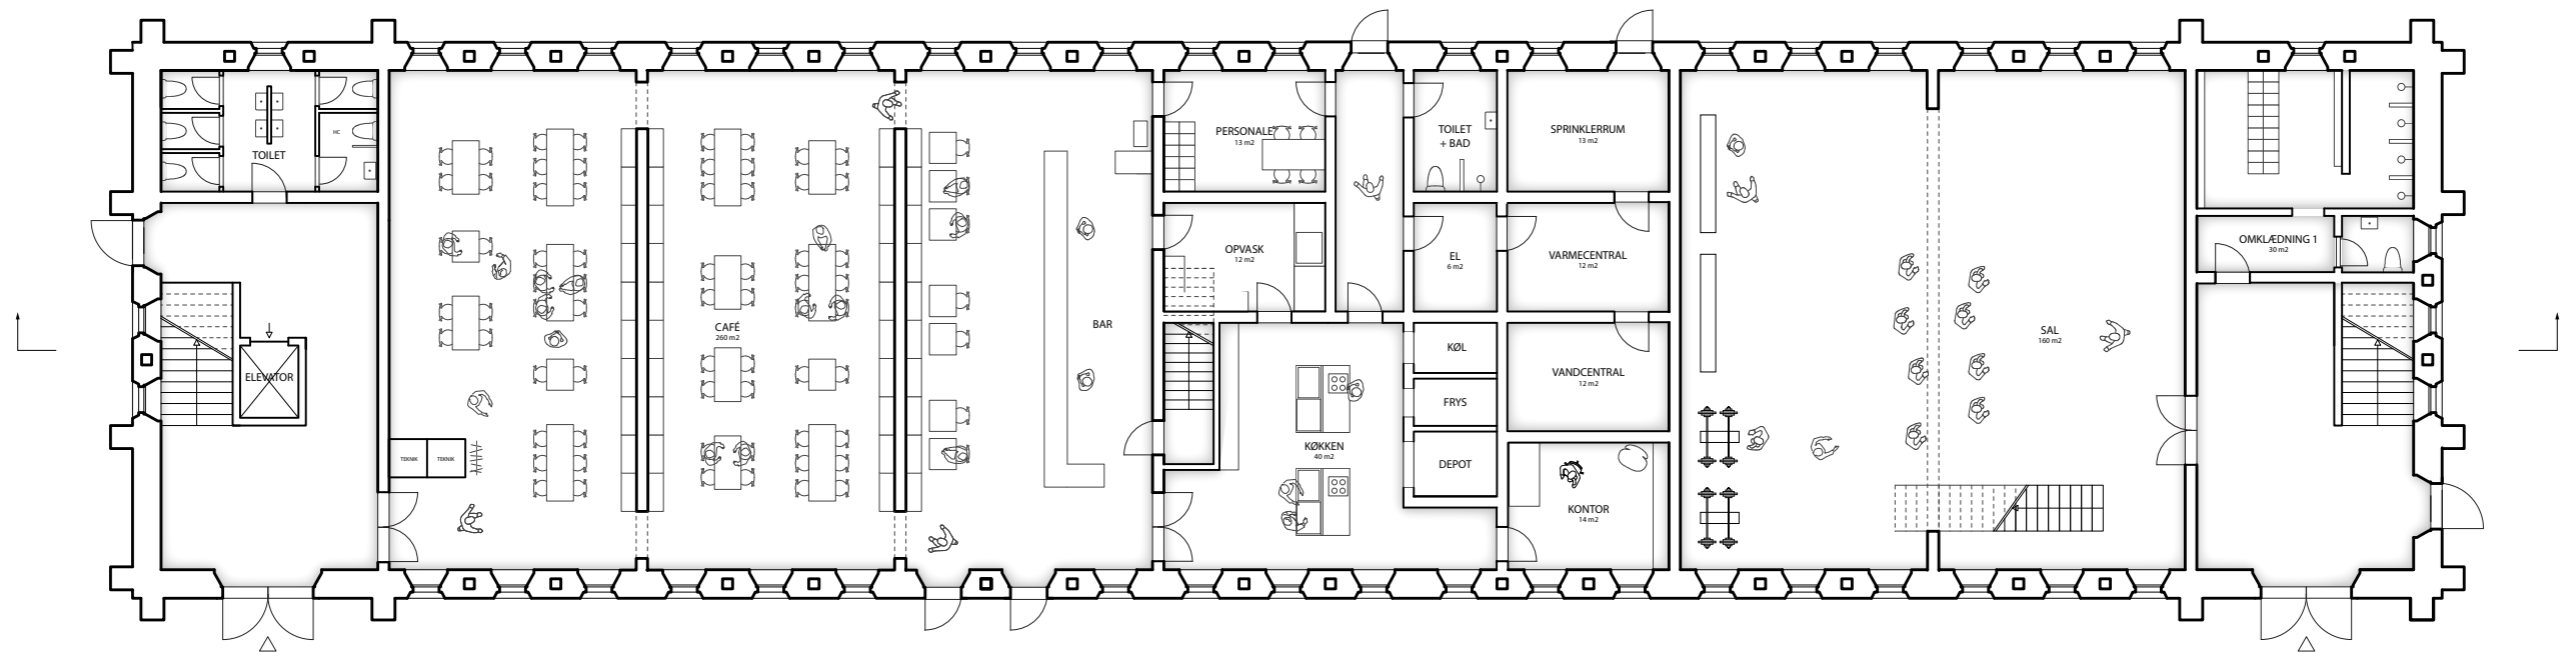 TOILET
HC
ELEVATOR
TEKNIK
TEKNIK
CAFÉ
260 m2
BAR
PERSONALE
13 m2
OPVASK
12 m2
KØKKEN
40 m2
TOILET
+ BAD
EL
6 m2
KØL
FRYS
DEPOT
SPRINKLERRUM
13 m2
VARMECENTRAL
12 m2
VANDCENTRAL
12 m2
KONTOR
14 m2
SAL
160 m2
OMKLÆDNING 1
30 m2